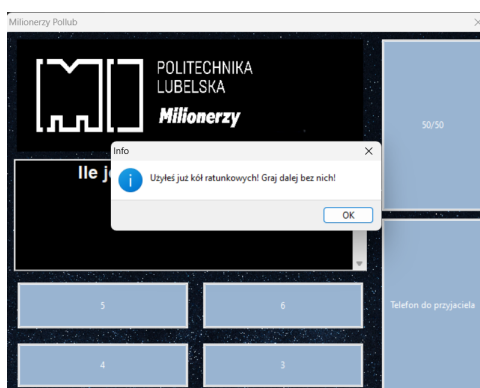 Milionerzy Pollub
POLITECHNIKA
LUBELSKA
Milionerzy
50/50
Info
Użyłeś już kół ratunkowych! Graj dalej bez nich!
OK
Ile
5
6
Telefon do przyjaciela
4
3